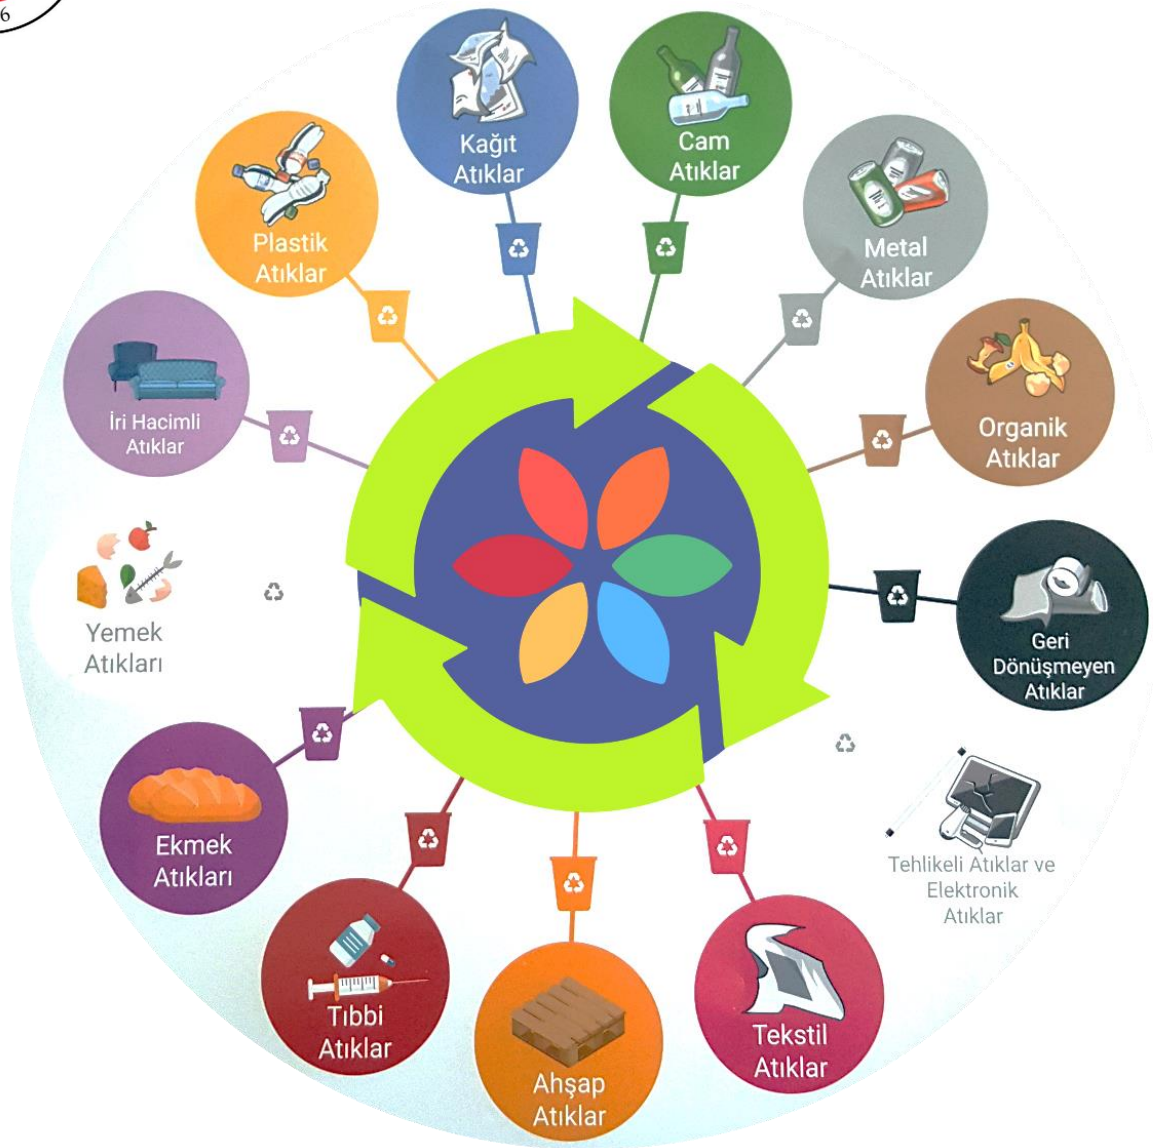 6
Kağıt
Atıklar
Cam
Atıklar
Metal
Atıklar
Organik
Atıklar
Geri
Dönüşmeyen
Atıklar
Tehlikeli Atıklar ve
Elektronik
Atıklar
Tekstil
Atıklar
Ahşap
Atıklar
Tıbbi
Atıklar
Ekmek
Atıkları
Yemek
Atıkları
İri Hacimli
Atıklar
Plastik
Atıklar